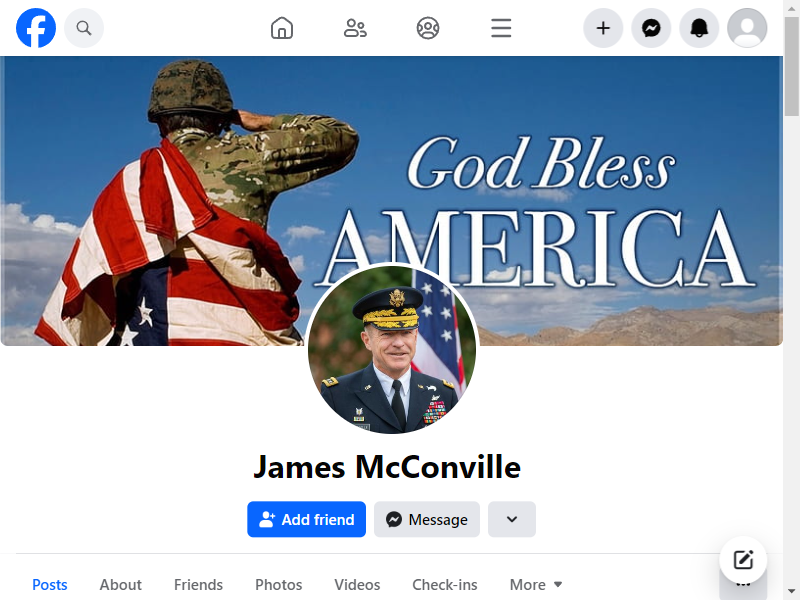 God Bless
AMERICA
James McConville
Add friend
Message
Posts
About
Friends
Photos
Videos
Check-ins
More